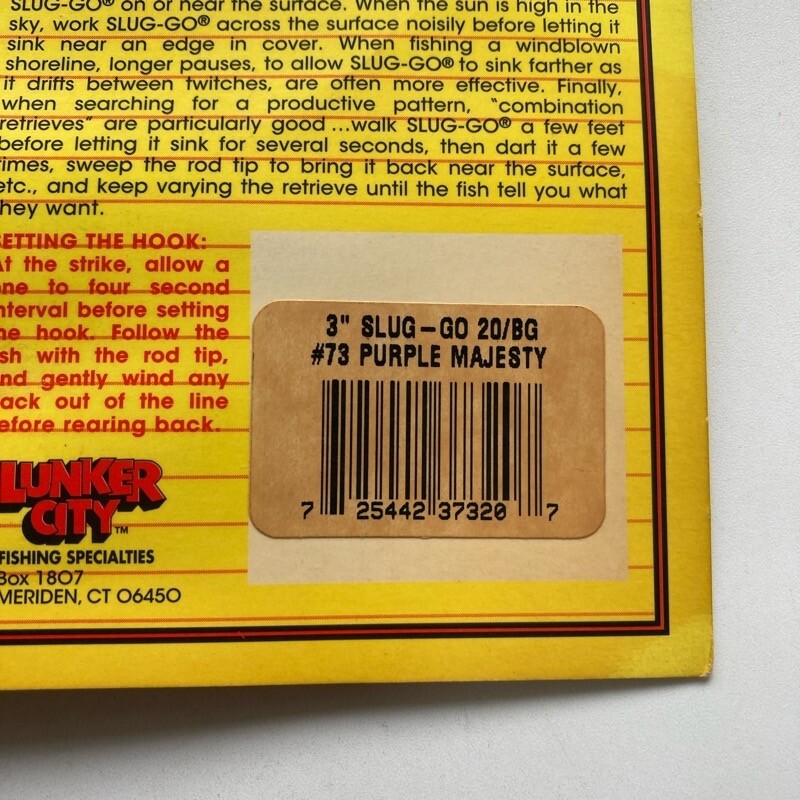 SLUG-GO® on or near the surface. When the sun is high in the
sky, work SLUG-GO® across the surface noisily before letting it
sink near an edge in cover. When fishing a windblown
shoreline, longer pauses, to allow SLUG-GO® to sink farther as
it drifts between twitches, are often more effective. Finally,
when searching for a productive pattern, "combination
retrieves" are particularly good ...walk SLUG-GO® a few feet
before letting it sink for several seconds, then dart it a few
times, sweep the rod tip to bring it back near the surface,
etc., and keep varying the retrieve until the fish tell you what
hey want.
SETTING THE HOOK:
At the strike, allow a
one to four second
interval before setting
he hook. Follow the
sh with the rod tip,
nd gently wind any
ack out of the line
efore rearing back.
3" SLUG-GO 20/BG
#73 PURPLE MAJESTY
7 25442 37320 7
LUNKER
CITY™
FISHING SPECIALTIES
Box 1807
MERIDEN, CT 06450